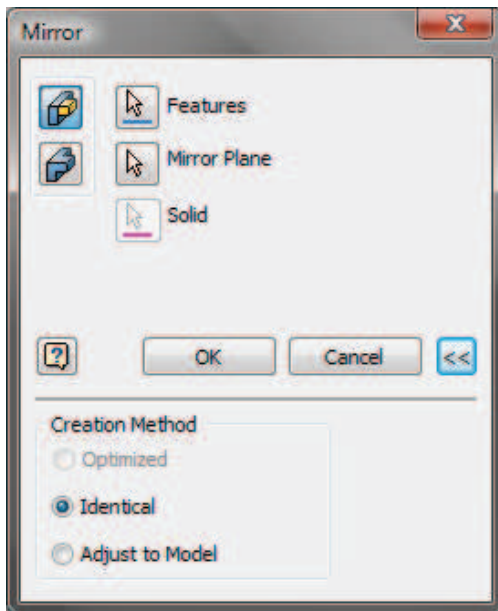 Mirror
Features
Mirror Plane
Solid
?
OK Cancel <<
Creation Method
Optimized
Identical
Adjust to Model